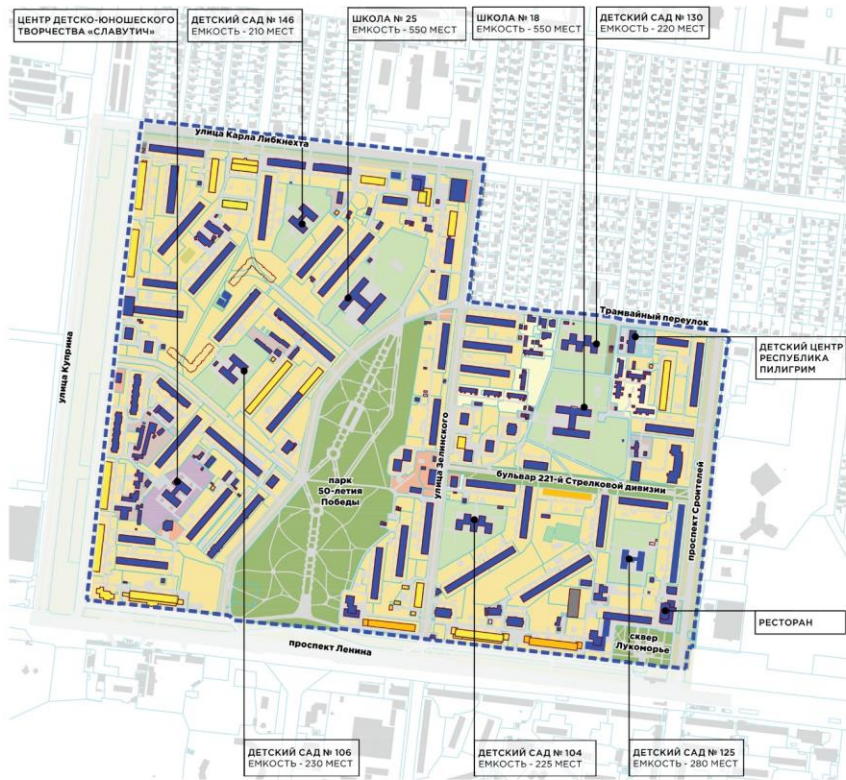 ЦЕНТР ДЕТСКО-ЮНОШЕСКОГО
ТВОРЧЕСТВА «СЛАВУТИЧ»
ДЕТСКИЙ САД № 146
ЕМКОСТЬ - 210 МЕСТ
ШКОЛА № 25
ЕМКОСТЬ - 550 МЕСТ
ШКОЛА № 18
ЕМКОСТЬ - 550 МЕСТ
ДЕТСКИЙ САД № 130
ЕМКОСТЬ - 220 МЕСТ
улица Карла Либкнехта
Трамвайный переулок
ДЕТСКИЙ ЦЕНТР
РЕСПУБЛИКА
ПИЛИГРИМ
улица Куприна
улица Зелинского
парк
50-летия
Победы
бульвар 221-й Стрелковой дивизии
проспект Сроителей
РЕСТОРАН
сквер
Лукоморье
проспект Ленина
ДЕТСКИЙ САД № 106
ЕМКОСТЬ - 230 МЕСТ
ДЕТСКИЙ САД № 104
ЕМКОСТЬ - 225 МЕСТ
ДЕТСКИЙ САД № 125
ЕМКОСТЬ - 280 МЕСТ